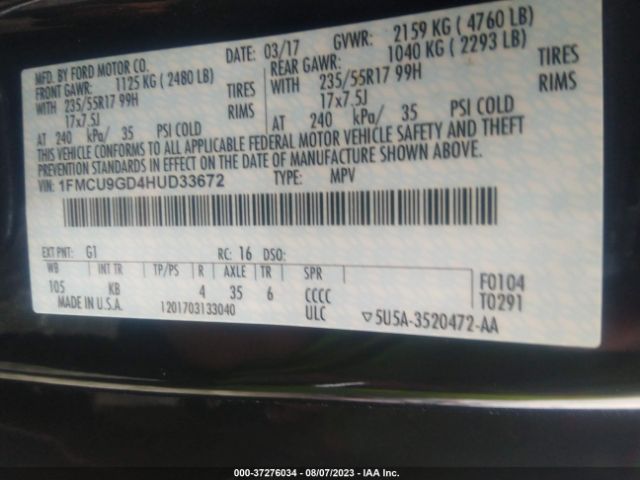 MFD. BY FORD MOTOR CO. DATE: 03/17 GVWR: 2159 KG (4760 LB)
FRONT GAWR: 1125 KG (2480 LB) REAR GAWR: 1040 KG (2293 LB)
WITH 235/55R17 99H TIRES WITH 235/55R17 99H TIRES
17x7.5J RIMS 17x7.5J RIMS
AT 240 kPa/ 35 PSI COLD AT 240 kPa/ 35 PSI COLD
THIS VEHICLE CONFORMS TO ALL APPLICABLE FEDERAL MOTOR VEHICLE SAFETY AND THEFT
PREVENTION STANDARDS IN EFFECT ON THE DATE OF MANUFACTURE SHOWN ABOVE.
VIN: 1FMCU9GD4HUD33672 TYPE: MPV
EXT PNT: G1 RC: 16 DSO:
WB INT TR TP/PS R AXLE TR SPR
105 KB 4 35 6 CCCC F0104
MADE IN U.S.A. 1201703133040 ULC ▽5U5A-3520472-AA T0291
000-37276034 - 08/07/2023 - IAA Inc.